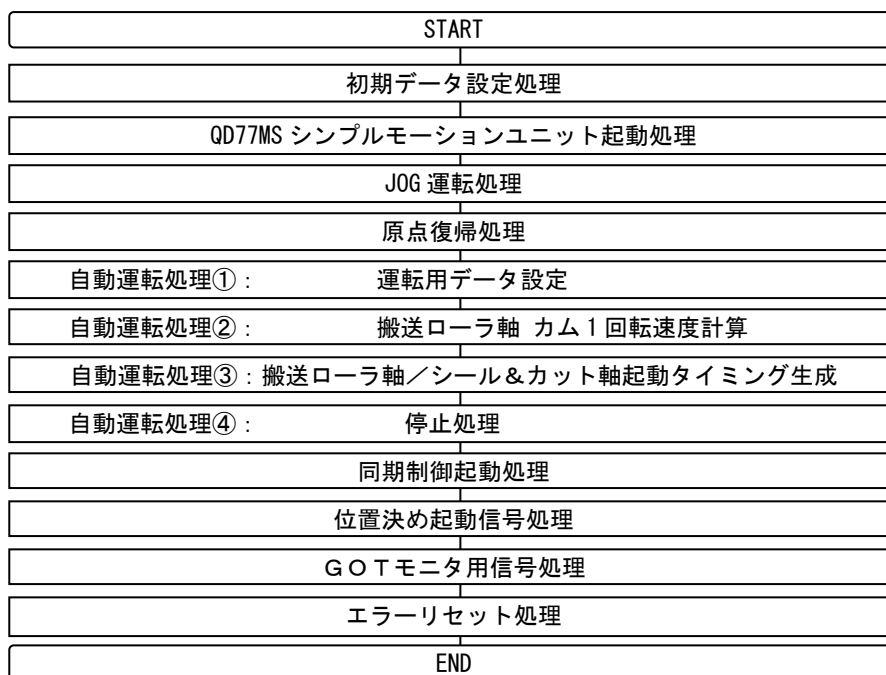 START
初期データ設定処理
QD77MS シンプルモーションユニット起動処理
JOG 運転処理
原点復帰処理
自動運転処理①： 運転用データ設定
自動運転処理②： 搬送ローラ軸 カム１回転速度計算
自動運転処理③：搬送ローラ軸／シール＆カット軸起動タイミング生成
自動運転処理④： 停止処理
同期制御起動処理
位置決め起動信号処理
ＧＯＴモニタ用信号処理
エラーリセット処理
END